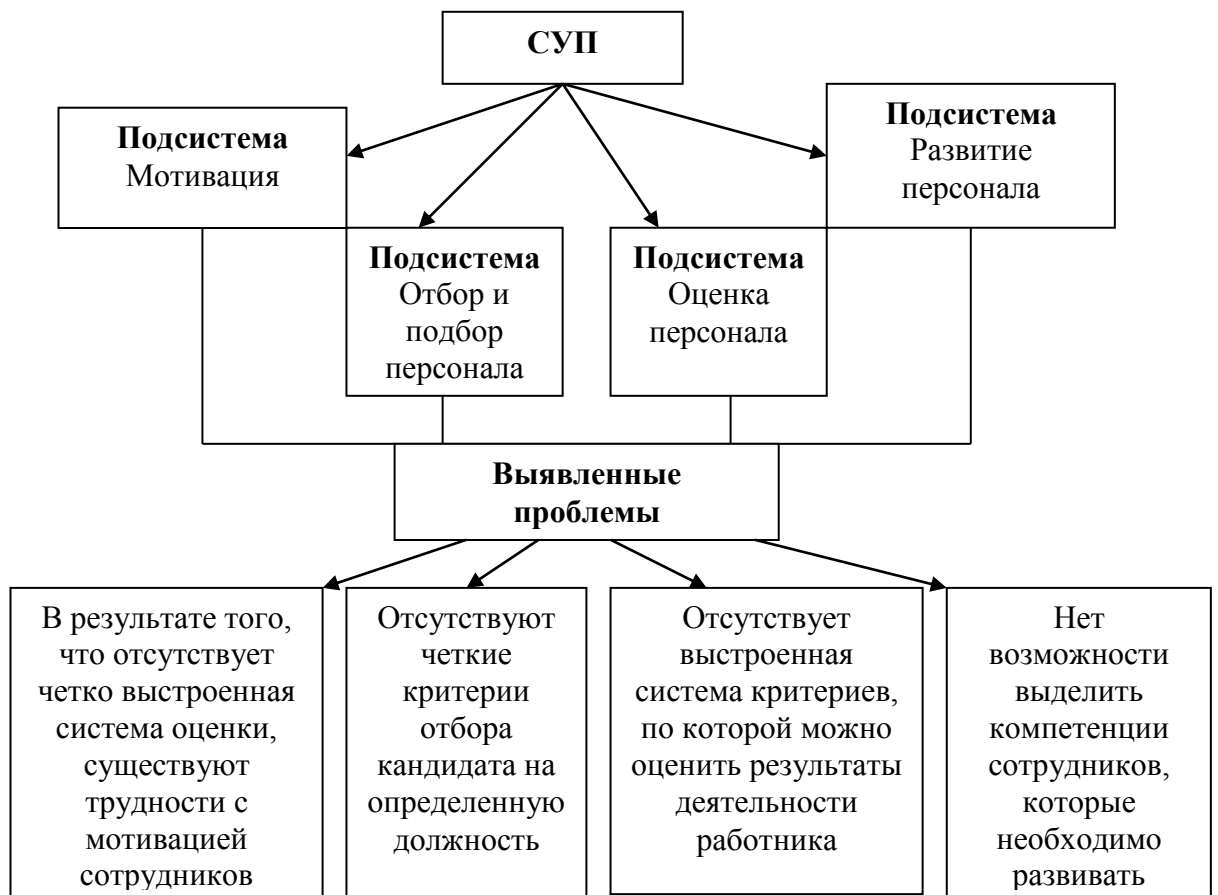 СУП
Подсистема
Мотивация
Подсистема
Развитие
персонала
Подсистема
Отбор и
подбор
персонала
Подсистема
Оценка
персонала
Выявленные
проблемы
В результате того,
что отсутствует
четко выстроенная
система оценки,
существуют
трудности с
мотивацией
сотрудников
Отсутствуют
четкие
критерии
отбора
кандидата на
определенную
должность
Отсутствует
выстроенная
система критериев,
по которой можно
оценить результаты
деятельности
работника
Нет
возможности
выделить
компетенции
сотрудников,
которые
необходимо
развивать